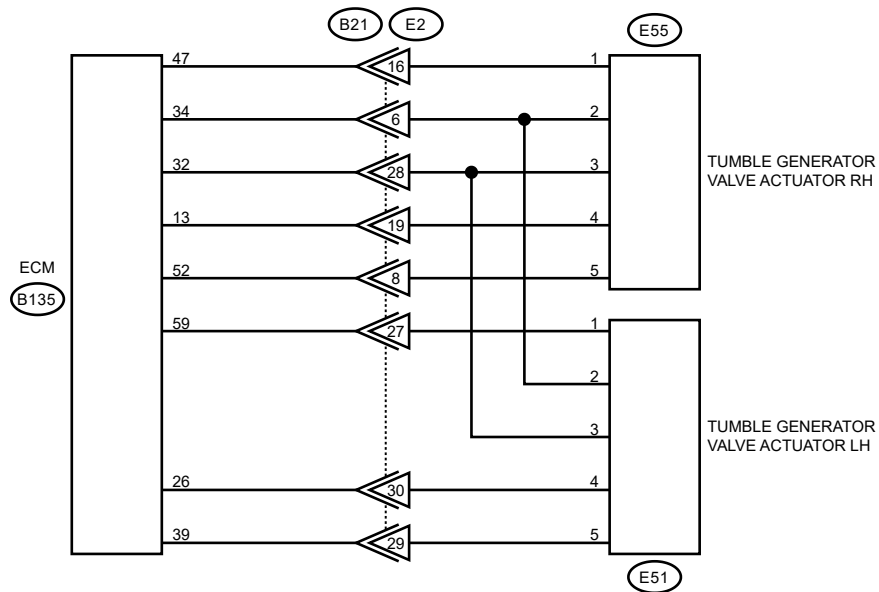 B21 E2 E55
47 16 1
34 6 2
32 28 3
TUMBLE GENERATOR
VALVE ACTUATOR RH
13 19 4
ECM
52 8 5
B135
59 27 1
2
3
TUMBLE GENERATOR
VALVE ACTUATOR LH
26 30 4
39 29 5
E51